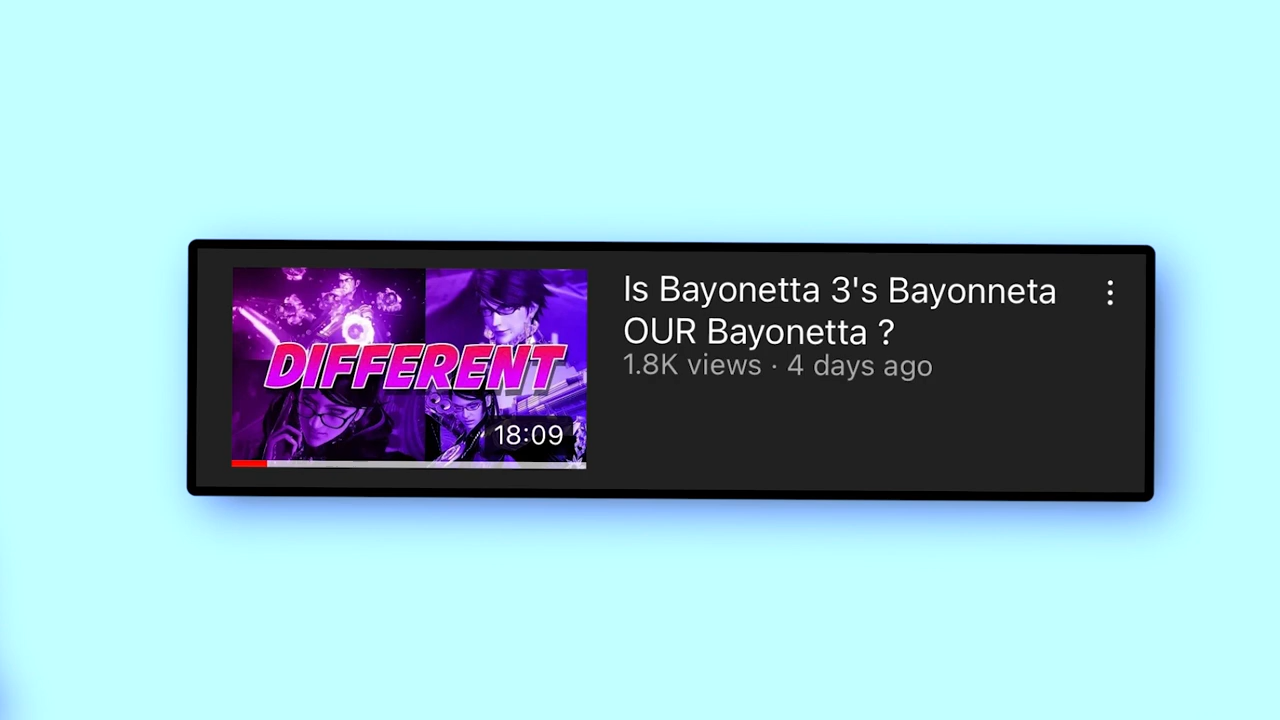 DIFFERENT
18:09
Is Bayonetta 3's Bayonneta
OUR Bayonetta ?
1.8K views · 4 days ago